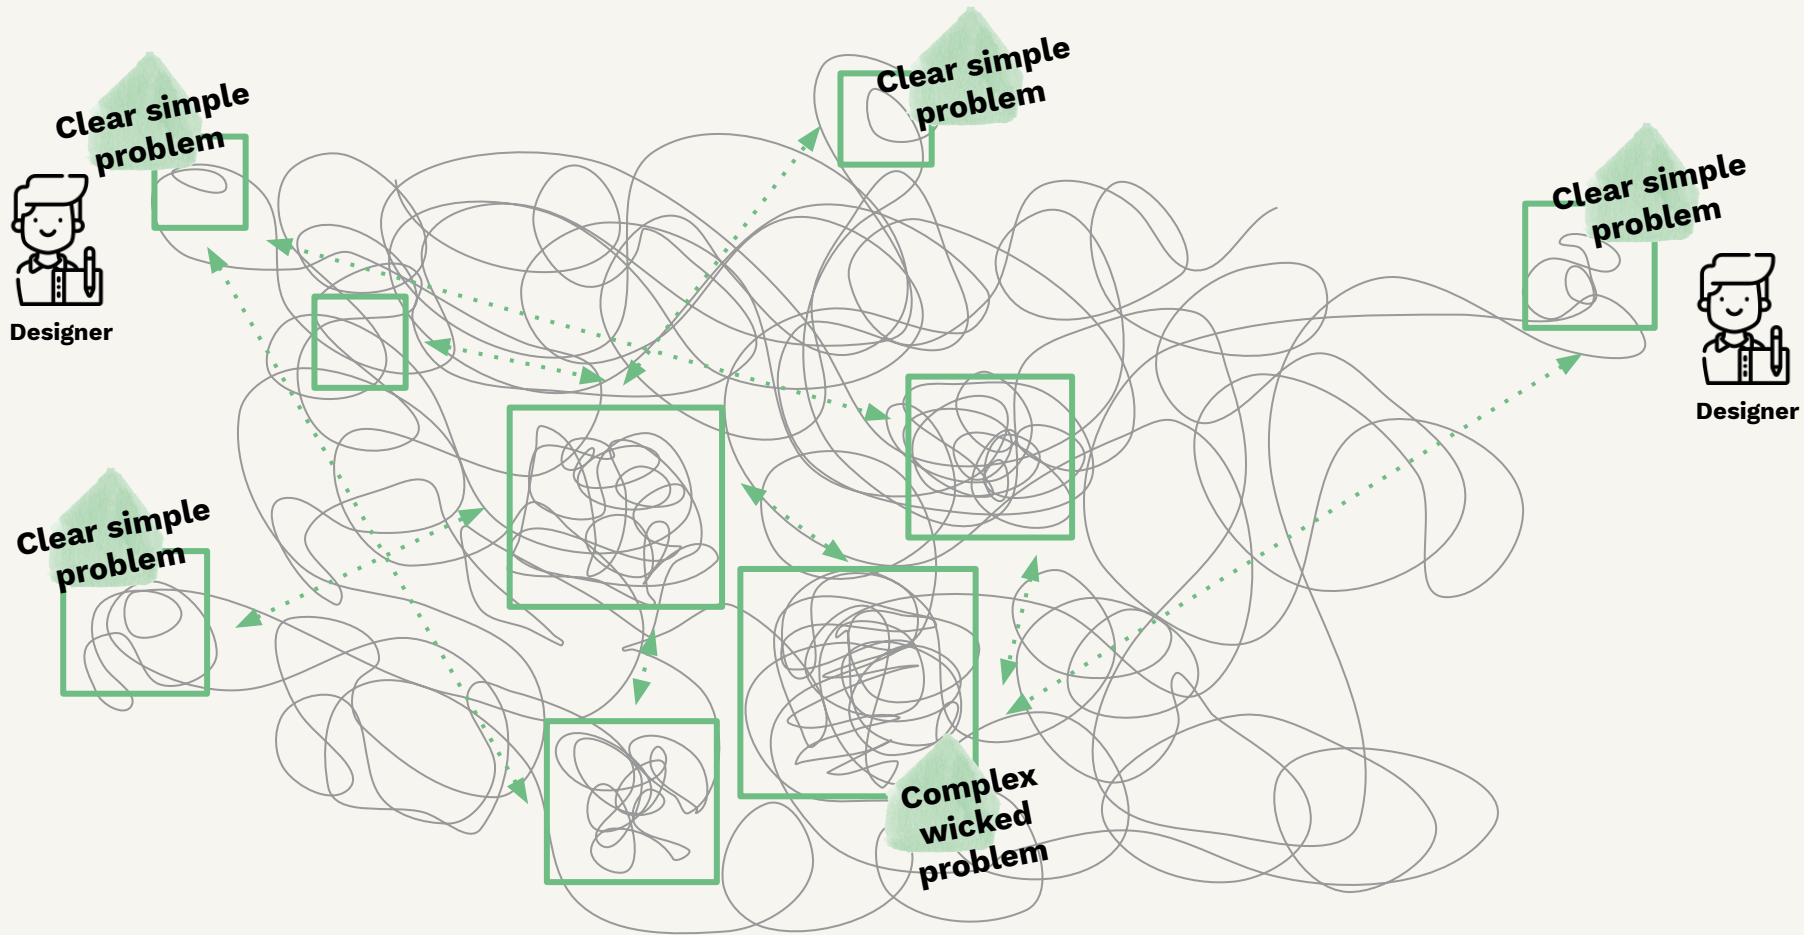 Clear simple
problem
Designer
Clear simple
problem
Clear simple
problem
Designer
Clear simple
problem
Complex
wicked
problem